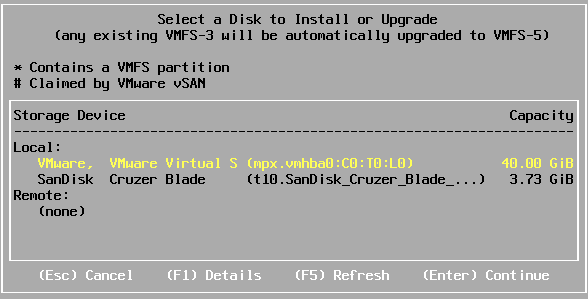 Select a Disk to Install or Upgrade
(any existing VMFS-3 will be automatically upgraded to VMFS-5)
* Contains a VMFS partition
# Claimed by VMware vSAN
Storage Device Capacity
--------------------------------------------------------------------------------
Local:
VMware, VMware Virtual S (mpx.vmhba0:C0:T0:L0) 40.00 GiB
SanDisk Cruzer Blade (t10.SanDisk_Cruzer_Blade_...) 3.73 GiB
Remote:
(none)
(Esc) Cancel (F1) Details (F5) Refresh (Enter) Continue